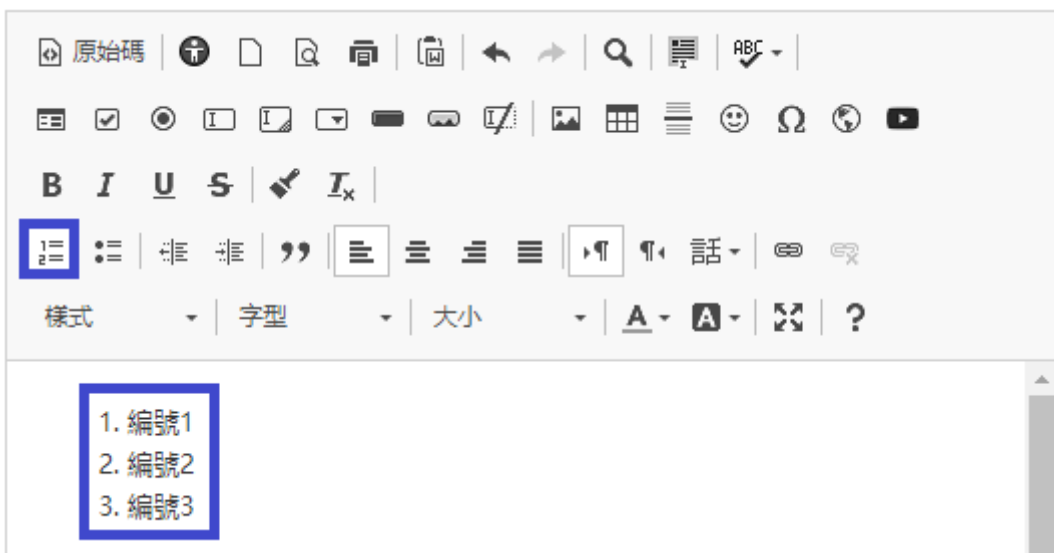 原始碼 ABC
B I U S Ix
話
樣式 字型 大小 A A ?
1. 編號1
2. 編號2
3. 編號3